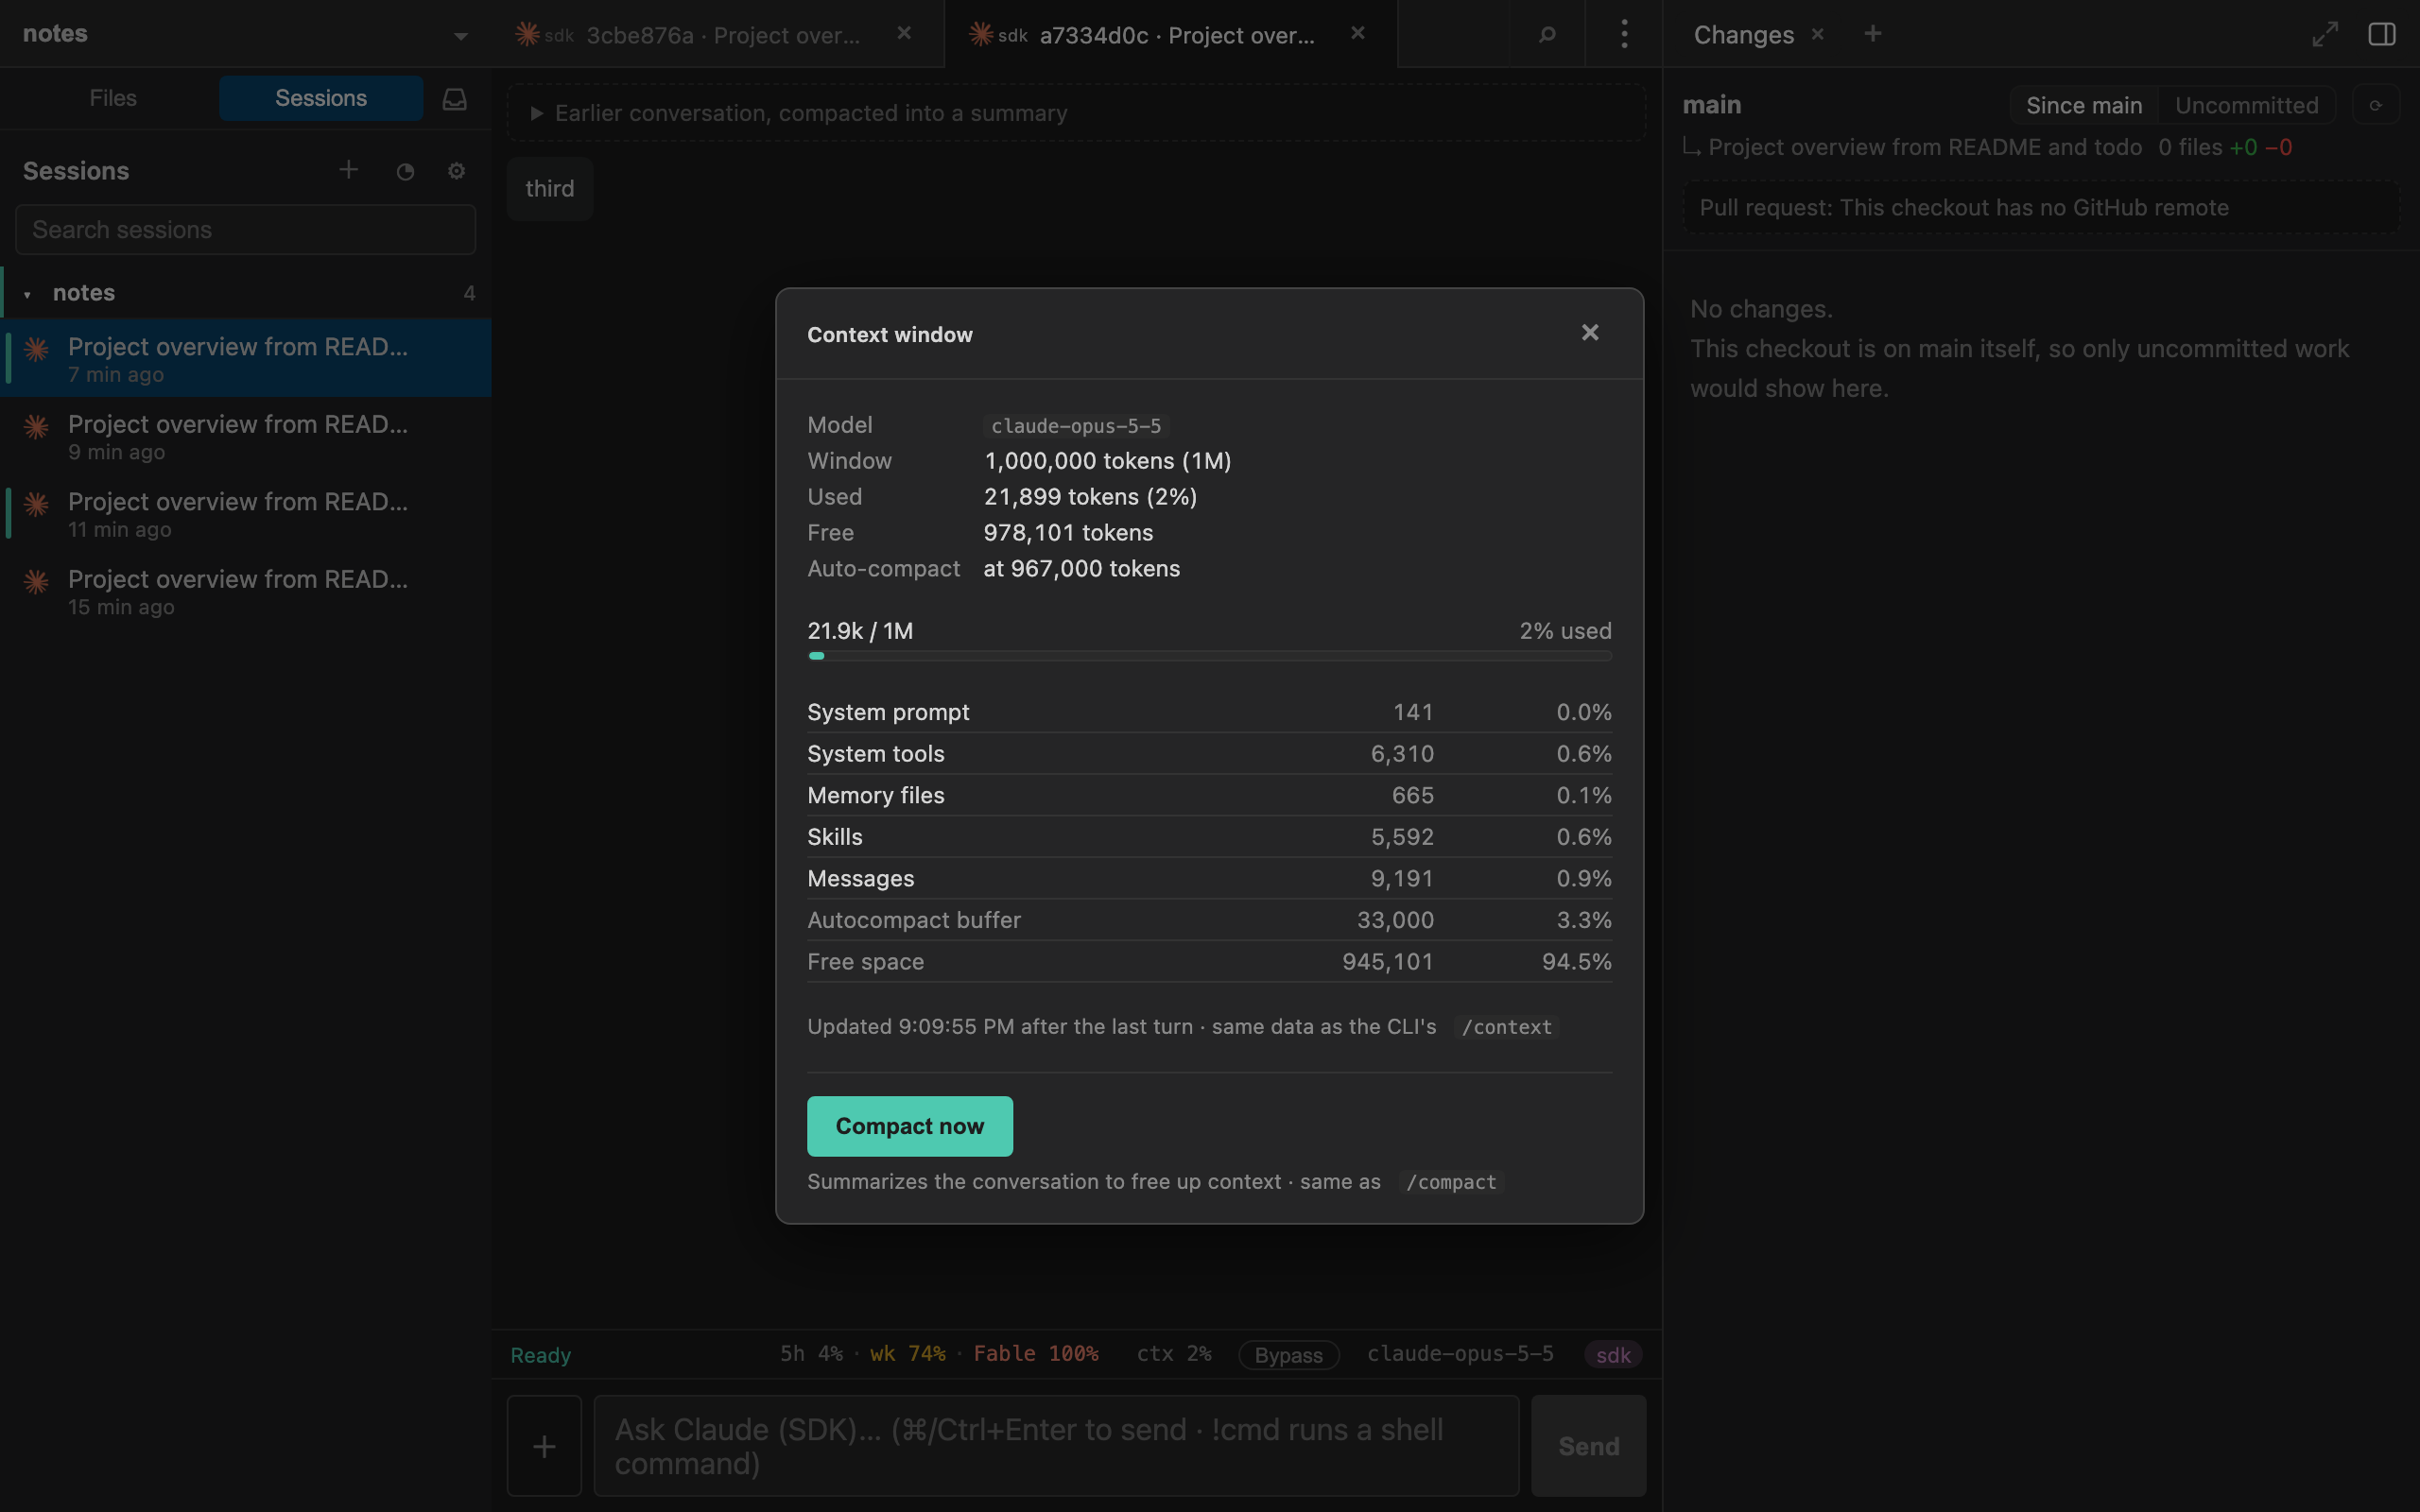 notes
sdk 3cbe876a · Project over...
sdk a7334d0c · Project over...
Changes
Files
Sessions
Sessions
Search sessions
notes 4
Project overview from READ...
7 min ago
Project overview from READ...
9 min ago
Project overview from READ...
11 min ago
Project overview from READ...
15 min ago
Earlier conversation, compacted into a summary
third
Context window
Model claude-opus-5-5
Window 1,000,000 tokens (1M)
Used 21,899 tokens (2%)
Free 978,101 tokens
Auto-compact at 967,000 tokens
21.9k / 1M 2% used
System prompt 141 0.0%
System tools 6,310 0.6%
Memory files 665 0.1%
Skills 5,592 0.6%
Messages 9,191 0.9%
Autocompact buffer 33,000 3.3%
Free space 945,101 94.5%
Updated 9:09:55 PM after the last turn · same data as the CLI's /context
Compact now
Summarizes the conversation to free up context · same as /compact
Ready 5h 4% · wk 74% · Fable 100% ctx 2% Bypass claude-opus-5-5 sdk
Ask Claude (SDK)... (⌘/Ctrl+Enter to send · !cmd runs a shell
command)
Send
main Since main Uncommitted
Project overview from README and todo 0 files +0 −0
Pull request: This checkout has no GitHub remote
No changes.
This checkout is on main itself, so only uncommitted work
would show here.